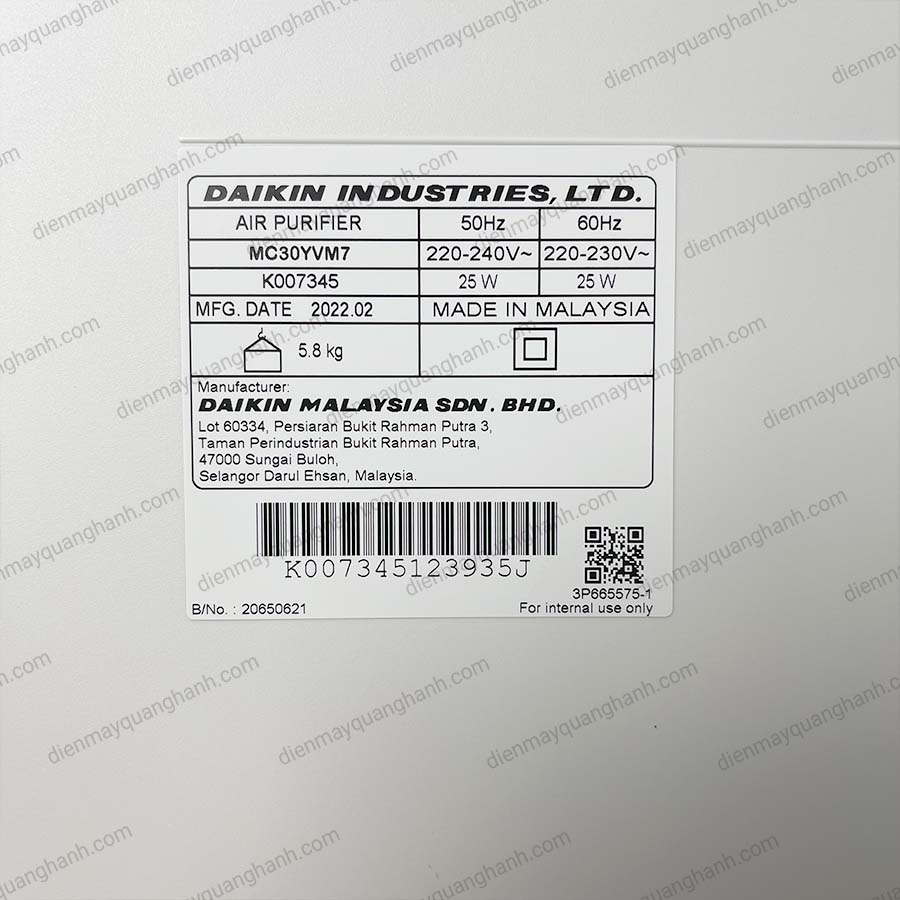 DAIKIN INDUSTRIES, LTD.
AIR PURIFIER 50Hz 60Hz
MC30YVM7 220-240V~ 220-230V~
K007345 25 W 25 W
MFG. DATE 2022.02 MADE IN MALAYSIA
5.8 kg
Manufacturer:
DAIKIN MALAYSIA SDN. BHD.
Lot 60334, Persiaran Bukit Rahman Putra 3,
Taman Perindustrian Bukit Rahman Putra,
47000 Sungai Buloh,
Selangor Darul Ehsan, Malaysia.
K007345123935J
3P665575-1
B/No. : 20650621 For internal use only
dienmayquanghanh.com